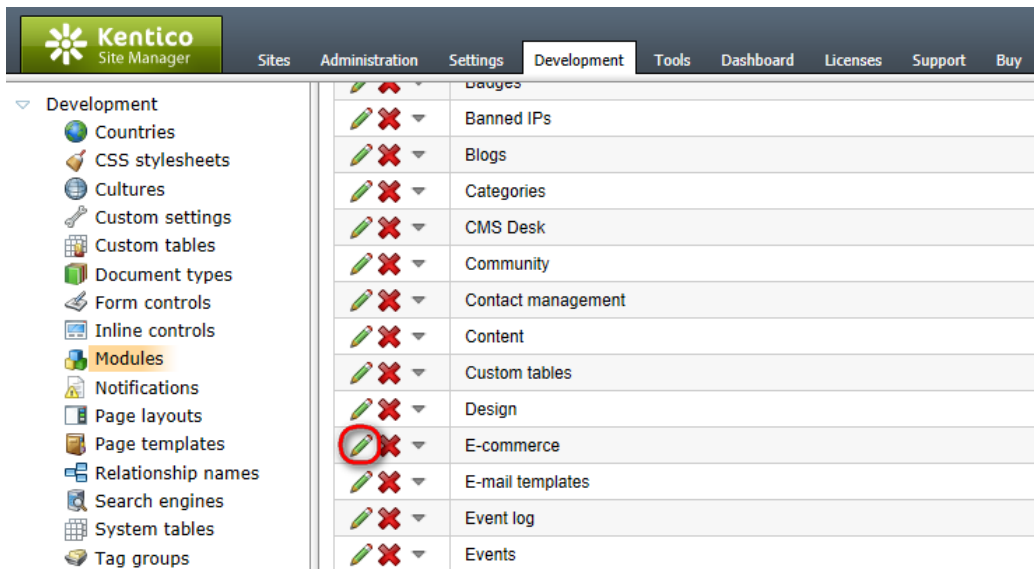 Kentico
Site Manager
Sites Administration Settings Development Tools Dashboard Licenses Support Buy
Development
Countries
CSS stylesheets
Cultures
Custom settings
Custom tables
Document types
Form controls
Inline controls
Modules
Notifications
Page layouts
Page templates
Relationship names
Search engines
System tables
Tag groups
Badges
Banned IPs
Blogs
Categories
CMS Desk
Community
Contact management
Content
Custom tables
Design
E-commerce
E-mail templates
Event log
Events